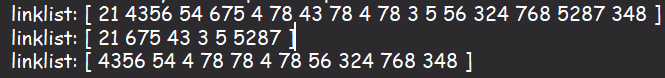 linklist: [ 21 4356 54 675 4 78 43 78 4 78 3 5 56 324 768 5287 348 ]
linklist: [ 21 675 43 3 5 5287 ]
linklist: [ 4356 54 4 78 78 4 78 56 324 768 348 ]